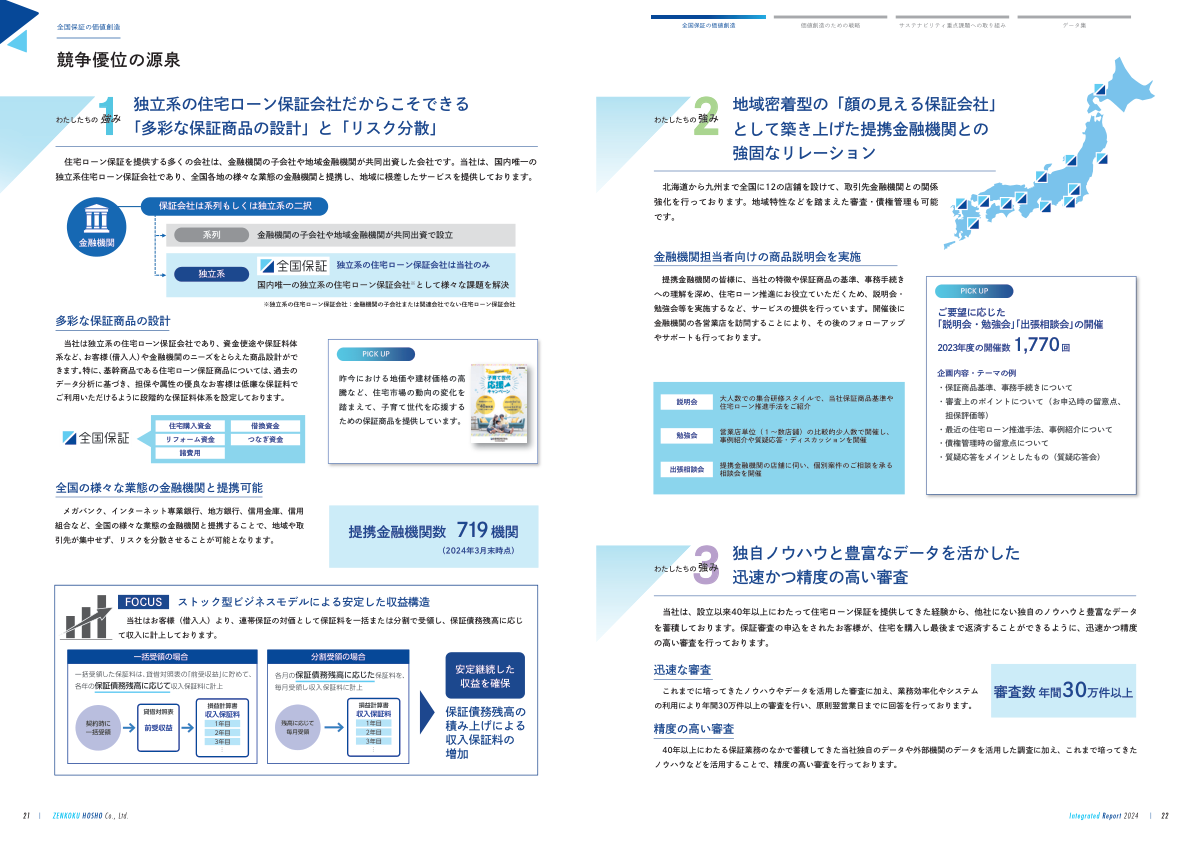 全国保証の価値創造
競争優位の源泉
わたしたちの 強み 1
独立系の住宅ローン保証会社だからこそできる
「多彩な保証商品の設計」と「リスク分散」
住宅ローン保証を提供する多くの会社は、金融機関の子会社や地域金融機関が共同出資した会社です。当社は、国内唯一の
独立系住宅ローン保証会社であり、全国各地の様々な業態の金融機関と提携し、地域に根差したサービスを提供しております。
金融機関
保証会社は系列もしくは独立系の二択
系列
金融機関の子会社や地域金融機関が共同出資で設立
独立系
全国保証 独立系の住宅ローン保証会社は当社のみ
国内唯一の独立系の住宅ローン保証会社※として様々な課題を解決
※独立系の住宅ローン保証会社：金融機関の子会社または関連会社でない住宅ローン保証会社
多彩な保証商品の設計
当社は独立系の住宅ローン保証会社であり、資金使途や保証料体
系など、お客様（借入人）や金融機関のニーズをとらえた商品設計がで
きます。特に、基幹商品である住宅ローン保証商品については、過去の
データ分析に基づき、担保や属性の優良なお客様は低廉な保証料で
ご利用いただけるように段階的な保証料体系を設定しております。
全国保証
住宅購入資金
借換資金
リフォーム資金
つなぎ資金
諸費用
PICK UP
昨今における地価や建材価格の高
騰など、住宅市場の動向の変化を
踏まえて、子育て世代を応援する
ための保証商品を提供しています。
子育て世代
応援
キャンペーン
全国の様々な業態の金融機関と提携可能
メガバンク、インターネット専業銀行、地方銀行、信用金庫、信用
組合など、全国の様々な業態の金融機関と提携することで、地域や取
引先が集中せず、リスクを分散させることが可能となります。
提携金融機関数 719 機関
（2024年3月末時点）
FOCUS ストック型ビジネスモデルによる安定した収益構造
当社はお客様（借入人）より、連帯保証の対価として保証料を一括または分割で受領し、保証債務残高に応じ
て収入に計上しております。
一括受領の場合
一括受領した保証料は、貸借対照表の「前受収益」に貯めて、
各年の保証債務残高に応じて収入保証料に計上
契約時に
一括受領
貸借対照表
前受収益
損益計算書
収入保証料
1年目
2年目
3年目
分割受領の場合
各月の保証債務残高に応じた保証料を、
毎月受領し収入保証料に計上
残高に応じて
毎月受領
損益計算書
収入保証料
1年目
2年目
3年目
安定継続した
収益を確保
保証債務残高の
積み上げによる
収入保証料の
増加
21 | ZENKOKU HOSHO Co., Ltd.
全国保証の価値創造
価値創造のための戦略
サステナビリティ重点課題への取り組み
データ集
わたしたちの 強み 2
地域密着型の「顔の見える保証会社」
として築き上げた提携金融機関との
強固なリレーション
北海道から九州まで全国に12の店舗を設けて、取引先金融機関との関係
強化を行っております。地域特性などを踏まえた審査・債権管理も可能
です。
金融機関担当者向けの商品説明会を実施
提携金融機関の皆様に、当社の特徴や保証商品の基準、事務手続き
への理解を深め、住宅ローン推進にお役立ていただくため、説明会・
勉強会等を実施するなど、サービスの提供を行っています。開催後に
金融機関の各営業店を訪問することにより、その後のフォローアップ
やサポートも行っております。
説明会
大人数での集合研修スタイルで、当社保証商品基準や
住宅ローン推進手法をご紹介
勉強会
営業店単位（１〜数店舗）の比較的少人数で開催し、
事例紹介や質疑応答・ディスカッションを開催
出張相談会
提携金融機関の店舗に伺い、個別案件のご相談を承る
相談会を開催
PICK UP
ご要望に応じた
「説明会・勉強会」「出張相談会」の開催
2023年度の開催数 1,770 回
企画内容・テーマの例
・保証商品基準、事務手続きについて
・審査上のポイントについて（お申込時の留意点、
担保評価等）
・最近の住宅ローン推進手法、事例紹介について
・債権管理時の留意点について
・質疑応答をメインとしたもの（質疑応答会）
わたしたちの 強み 3
独自ノウハウと豊富なデータを活かした
迅速かつ精度の高い審査
当社は、設立以来40年以上にわたって住宅ローン保証を提供してきた経験から、他社にない独自のノウハウと豊富なデータ
を蓄積しております。保証審査の申込をされたお客様が、住宅を購入し最後まで返済することができるように、迅速かつ精度
の高い審査を行っております。
迅速な審査
これまでに培ってきたノウハウやデータを活用した審査に加え、業務効率化やシステム
の利用により年間30万件以上の審査を行い、原則翌営業日までに回答を行っております。
審査数 年間30万件以上
精度の高い審査
40年以上にわたる保証業務のなかで蓄積してきた当社独自のデータや外部機関のデータを活用した調査に加え、これまで培ってきた
ノウハウなどを活用することで、精度の高い審査を行っております。
Integrated Report 2024 | 22